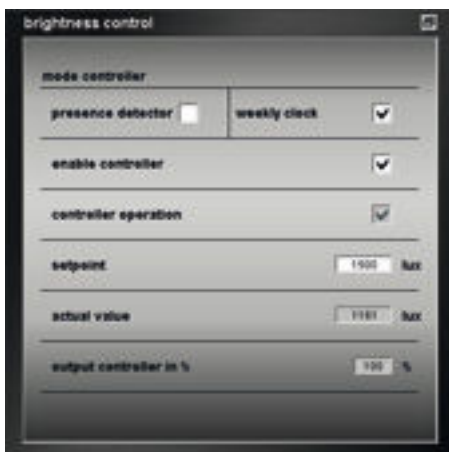 brightness control
mode controller
presence detector weekly clock
enable controller
controller operation
setpoint 1500 lux
actual value lux
output controller in % 100 %